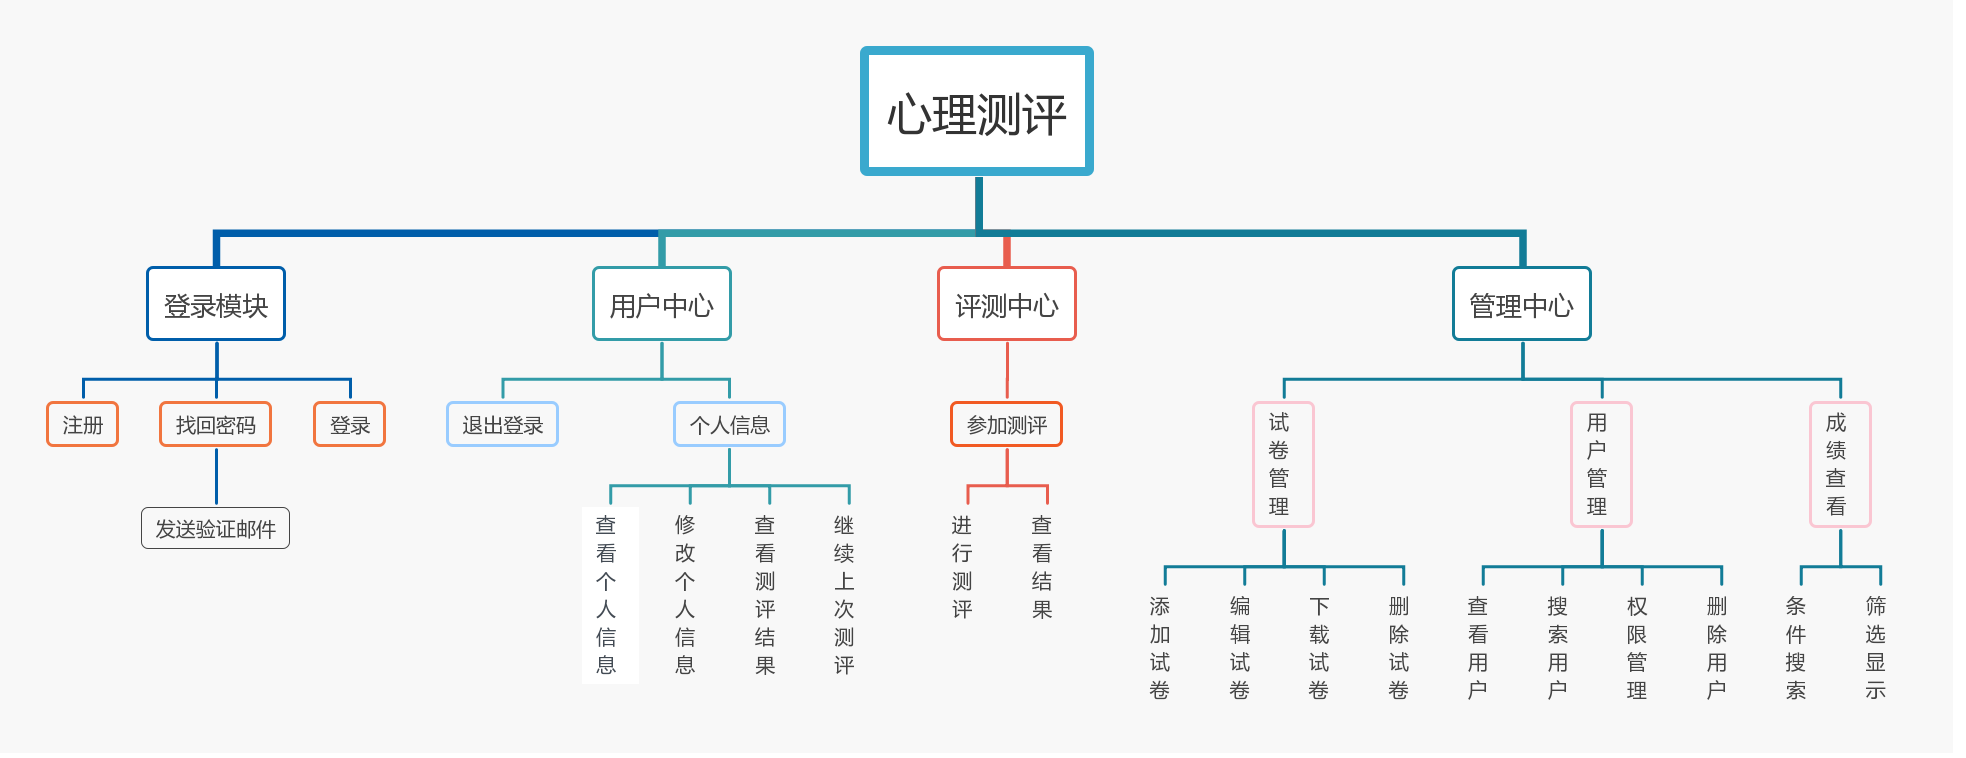 心理测评
登录模块
用户中心
评测中心
管理中心
注册
找回密码
登录
退出登录
个人信息
参加测评
试卷管理
用户管理
成绩查看
发送验证邮件
查看个人信息
修改个人信息
查看测评结果
继续上次测评
进行测评
查看结果
添加试卷
编辑试卷
下载试卷
删除试卷
查看用户
搜索用户
权限管理
删除用户
条件搜索
筛选显示